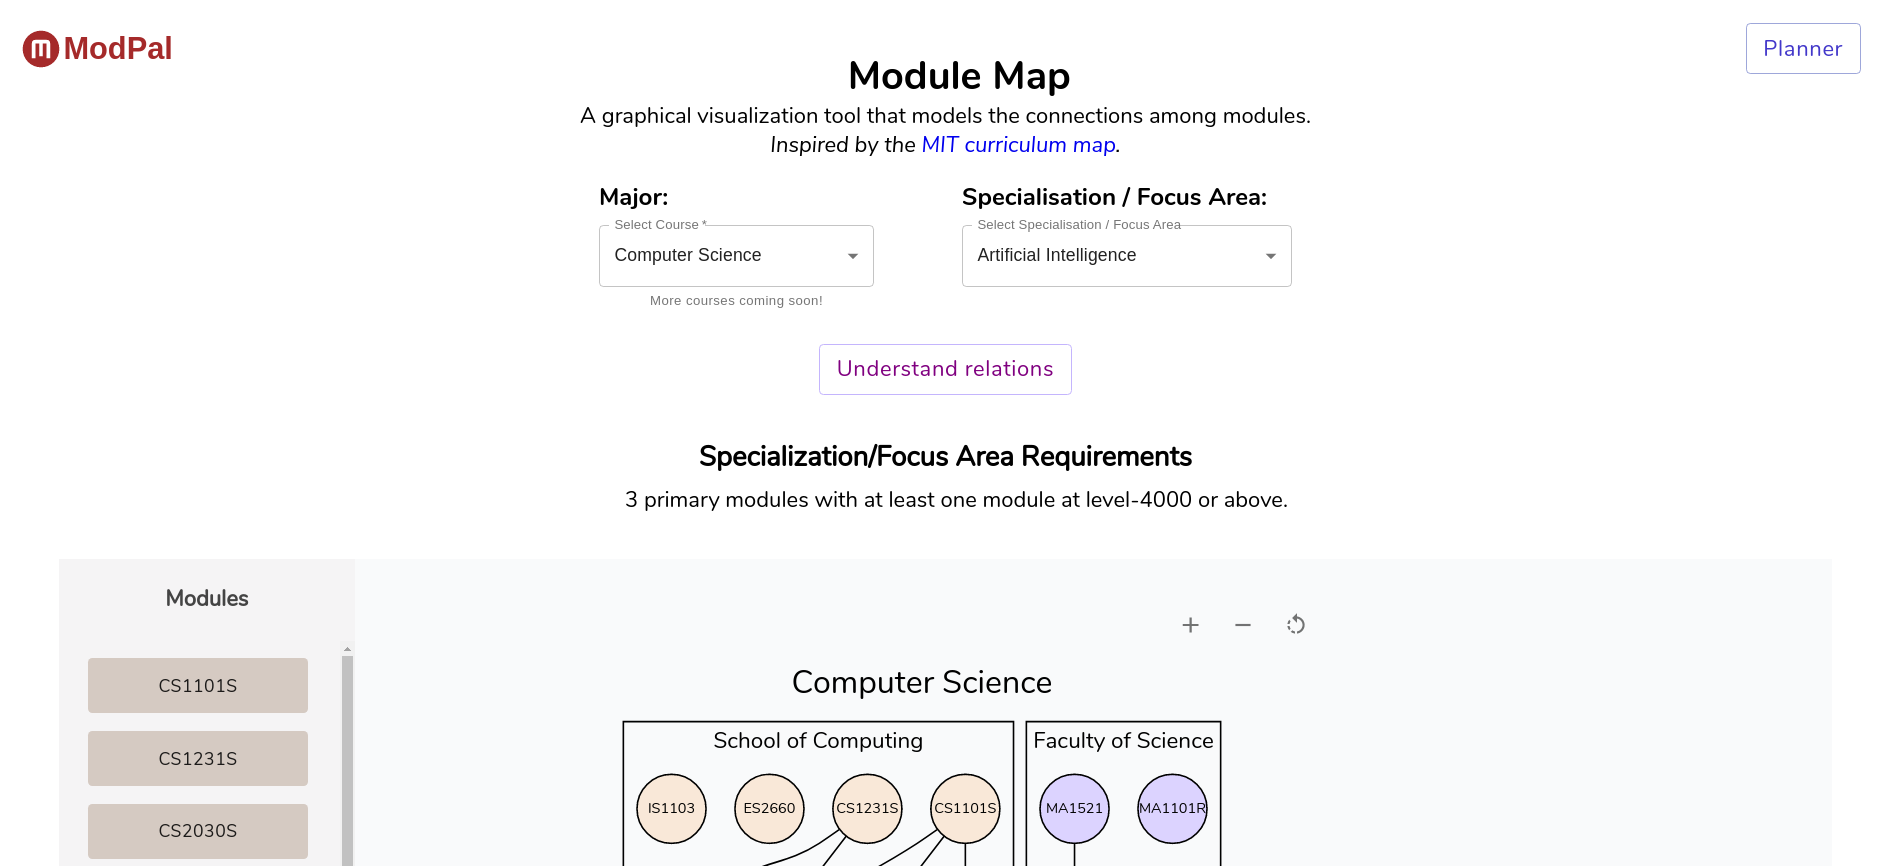 ModPal
Planner
Module Map
A graphical visualization tool that models the connections among modules.
Inspired by the MIT curriculum map.
Major:
Specialisation / Focus Area:
Select Course *
Select Specialisation / Focus Area
Computer Science
Artificial Intelligence
More courses coming soon!
Understand relations
Specialization/Focus Area Requirements
3 primary modules with at least one module at level-4000 or above.
Modules
CS1101S
CS1231S
CS2030S
Computer Science
School of Computing
Faculty of Science
IS1103
ES2660
CS1231S
CS1101S
MA1521
MA1101R